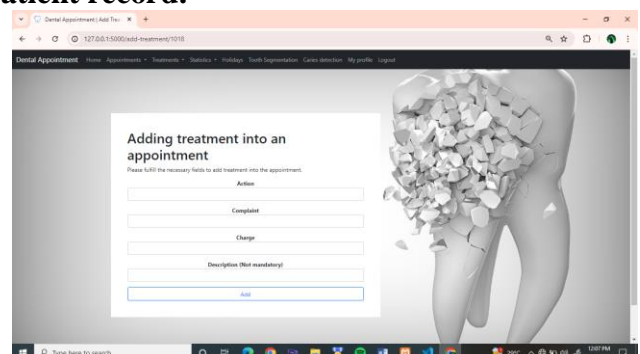 atient record.
Dental Appointment | Add Tre
127.0.0.1:5000/add-treatment/1018
Dental Appointment Home Appointments Treatments Statistics Holidays Tooth Segmentation Caries detection My profile Logout
Adding treatment into an
appointment
Please fulfill the necessary fields to add treatment into the appointment.
Action
Complaint
Charge
Description (Not mandatory)
Add
Type here to search
12:07 PM